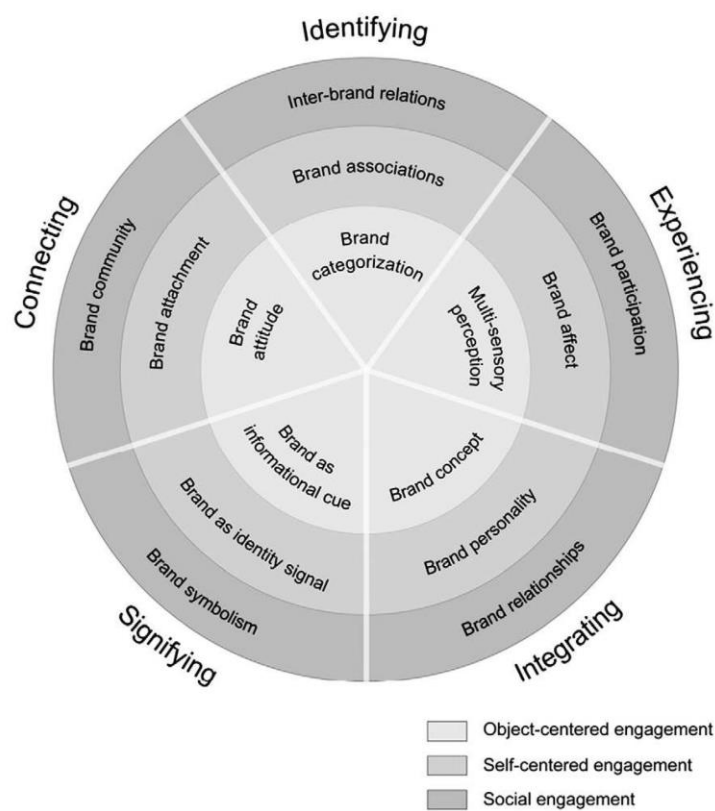 Identifying
Inter-brand relations
Brand associations
Brand
categorization
Experiencing
Brand participation
Brand affect
Multi-sensory
perception
Integrating
Brand relationships
Brand personality
Brand concept
Signifying
Brand symbolism
Brand as identity signal
Brand as
informational cue
Connecting
Brand community
Brand attachment
Brand
attitude
Object-centered engagement
Self-centered engagement
Social engagement